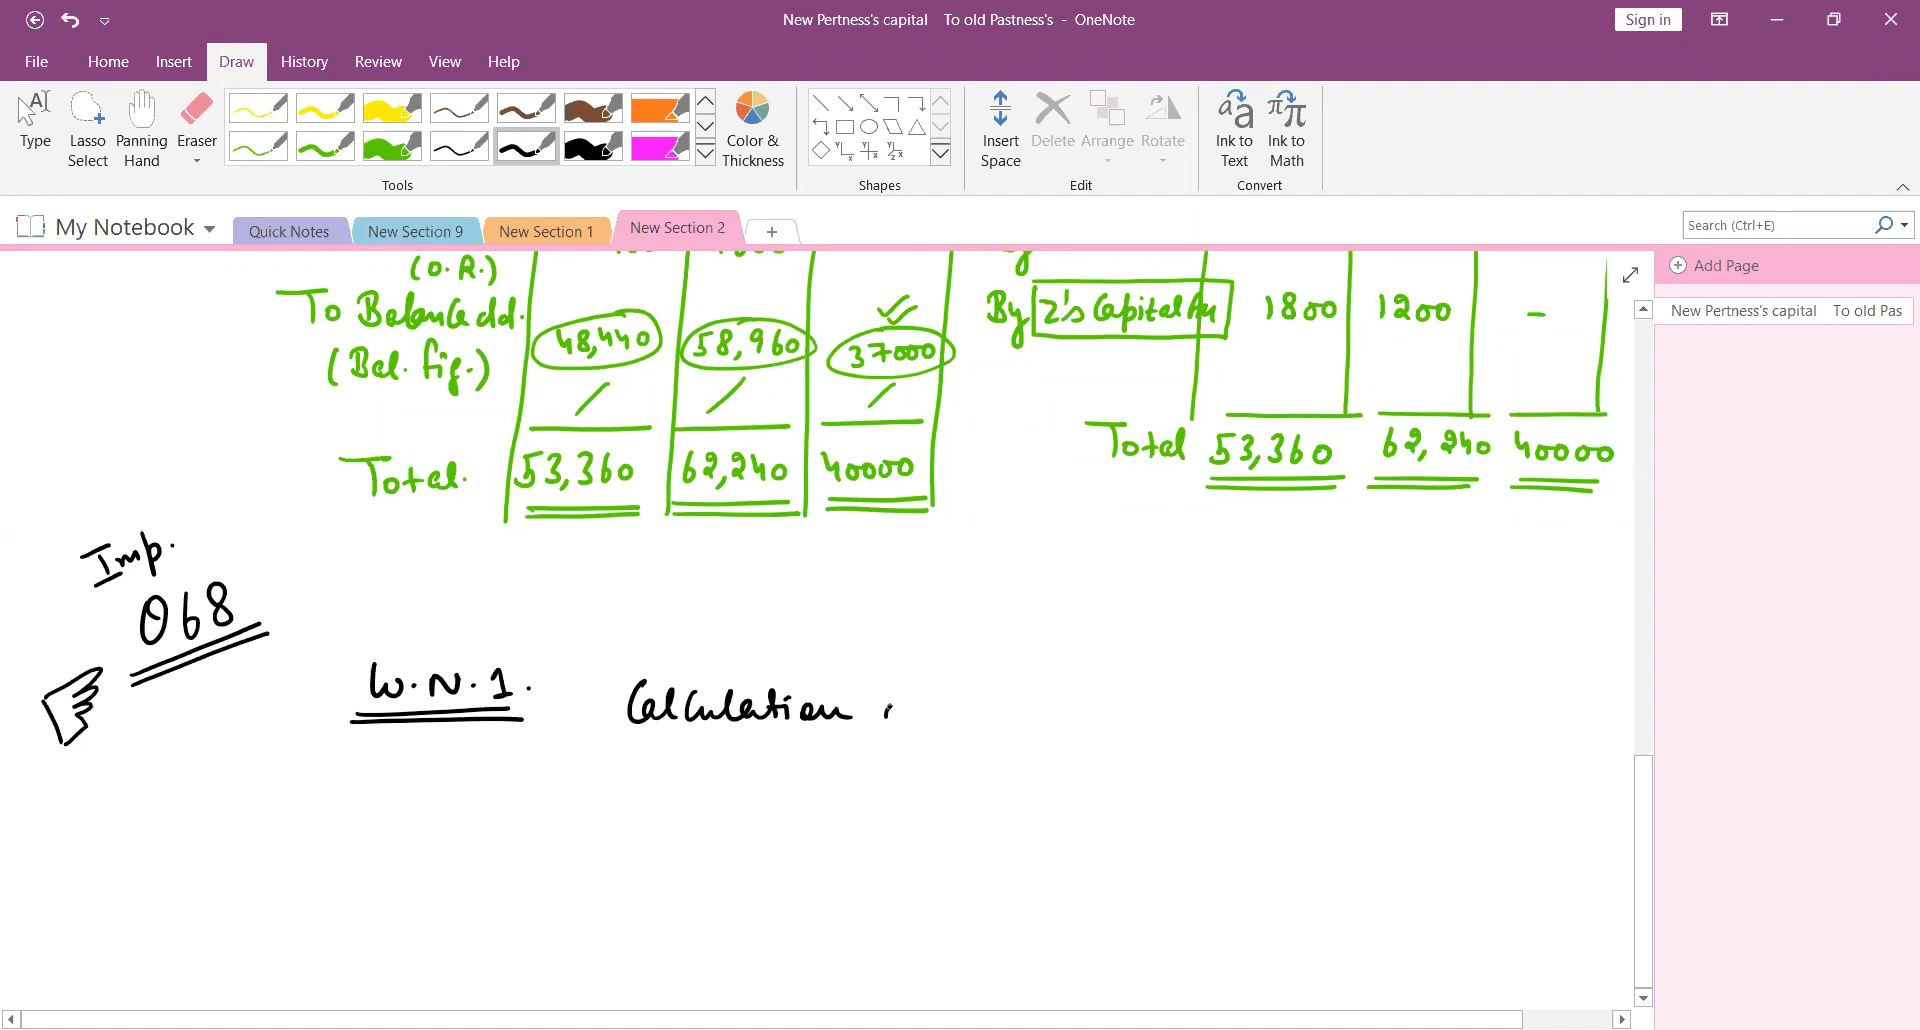 New Pertness's capital To old Pastness's - OneNote
Sign in
File Home Insert Draw History Review View Help
Type
Lasso Select
Panning Hand
Eraser
Color & Thickness
Insert Space
Delete
Arrange
Rotate
Ink to Text
Ink to Math
Tools Shapes Edit Convert
My Notebook Quick Notes New Section 9 New Section 1 New Section 2
Search (Ctrl+E)
Add Page
New Pertness's capital To old Pas
(O.R.)
To Balance c/d. 48,440 58,960 37000
(Bal. fig.)
Total. 53,360 62,240 40000
By Z's Capital A/c 1800 1200 -
Total 53,360 62,240 40000
Imp.
Q68
W.N.1.
Calculation